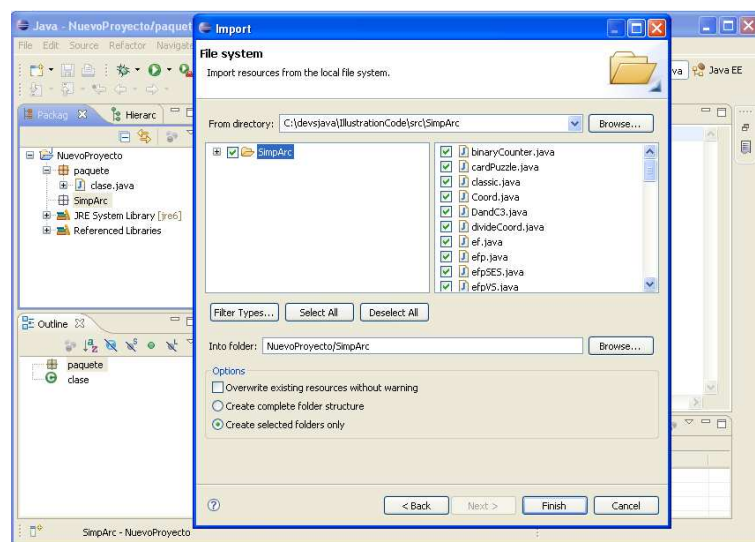 Java - NuevoProyecto/paquet
File Edit Source Refactor Navigate
Packag
Hierarc
NuevoProyecto
paquete
clase.java
SimpArc
JRE System Library [jre6]
Referenced Libraries
Outline
paquete
clase
SimpArc - NuevoProyecto
Import
File system
Import resources from the local file system.
From directory: C:\devsjava\IllustrationCode\src\SimpArc Browse...
SimpArc
binaryCounter.java
cardPuzzle.java
classic.java
Coord.java
DandC3.java
divideCoord.java
ef.java
efp.java
efpSES.java
efpVS.java
Filter Types... Select All Deselect All
Into folder: NuevoProyecto/SimpArc Browse...
Options
Overwrite existing resources without warning
Create complete folder structure
Create selected folders only
? < Back Next > Finish Cancel
va Java EE